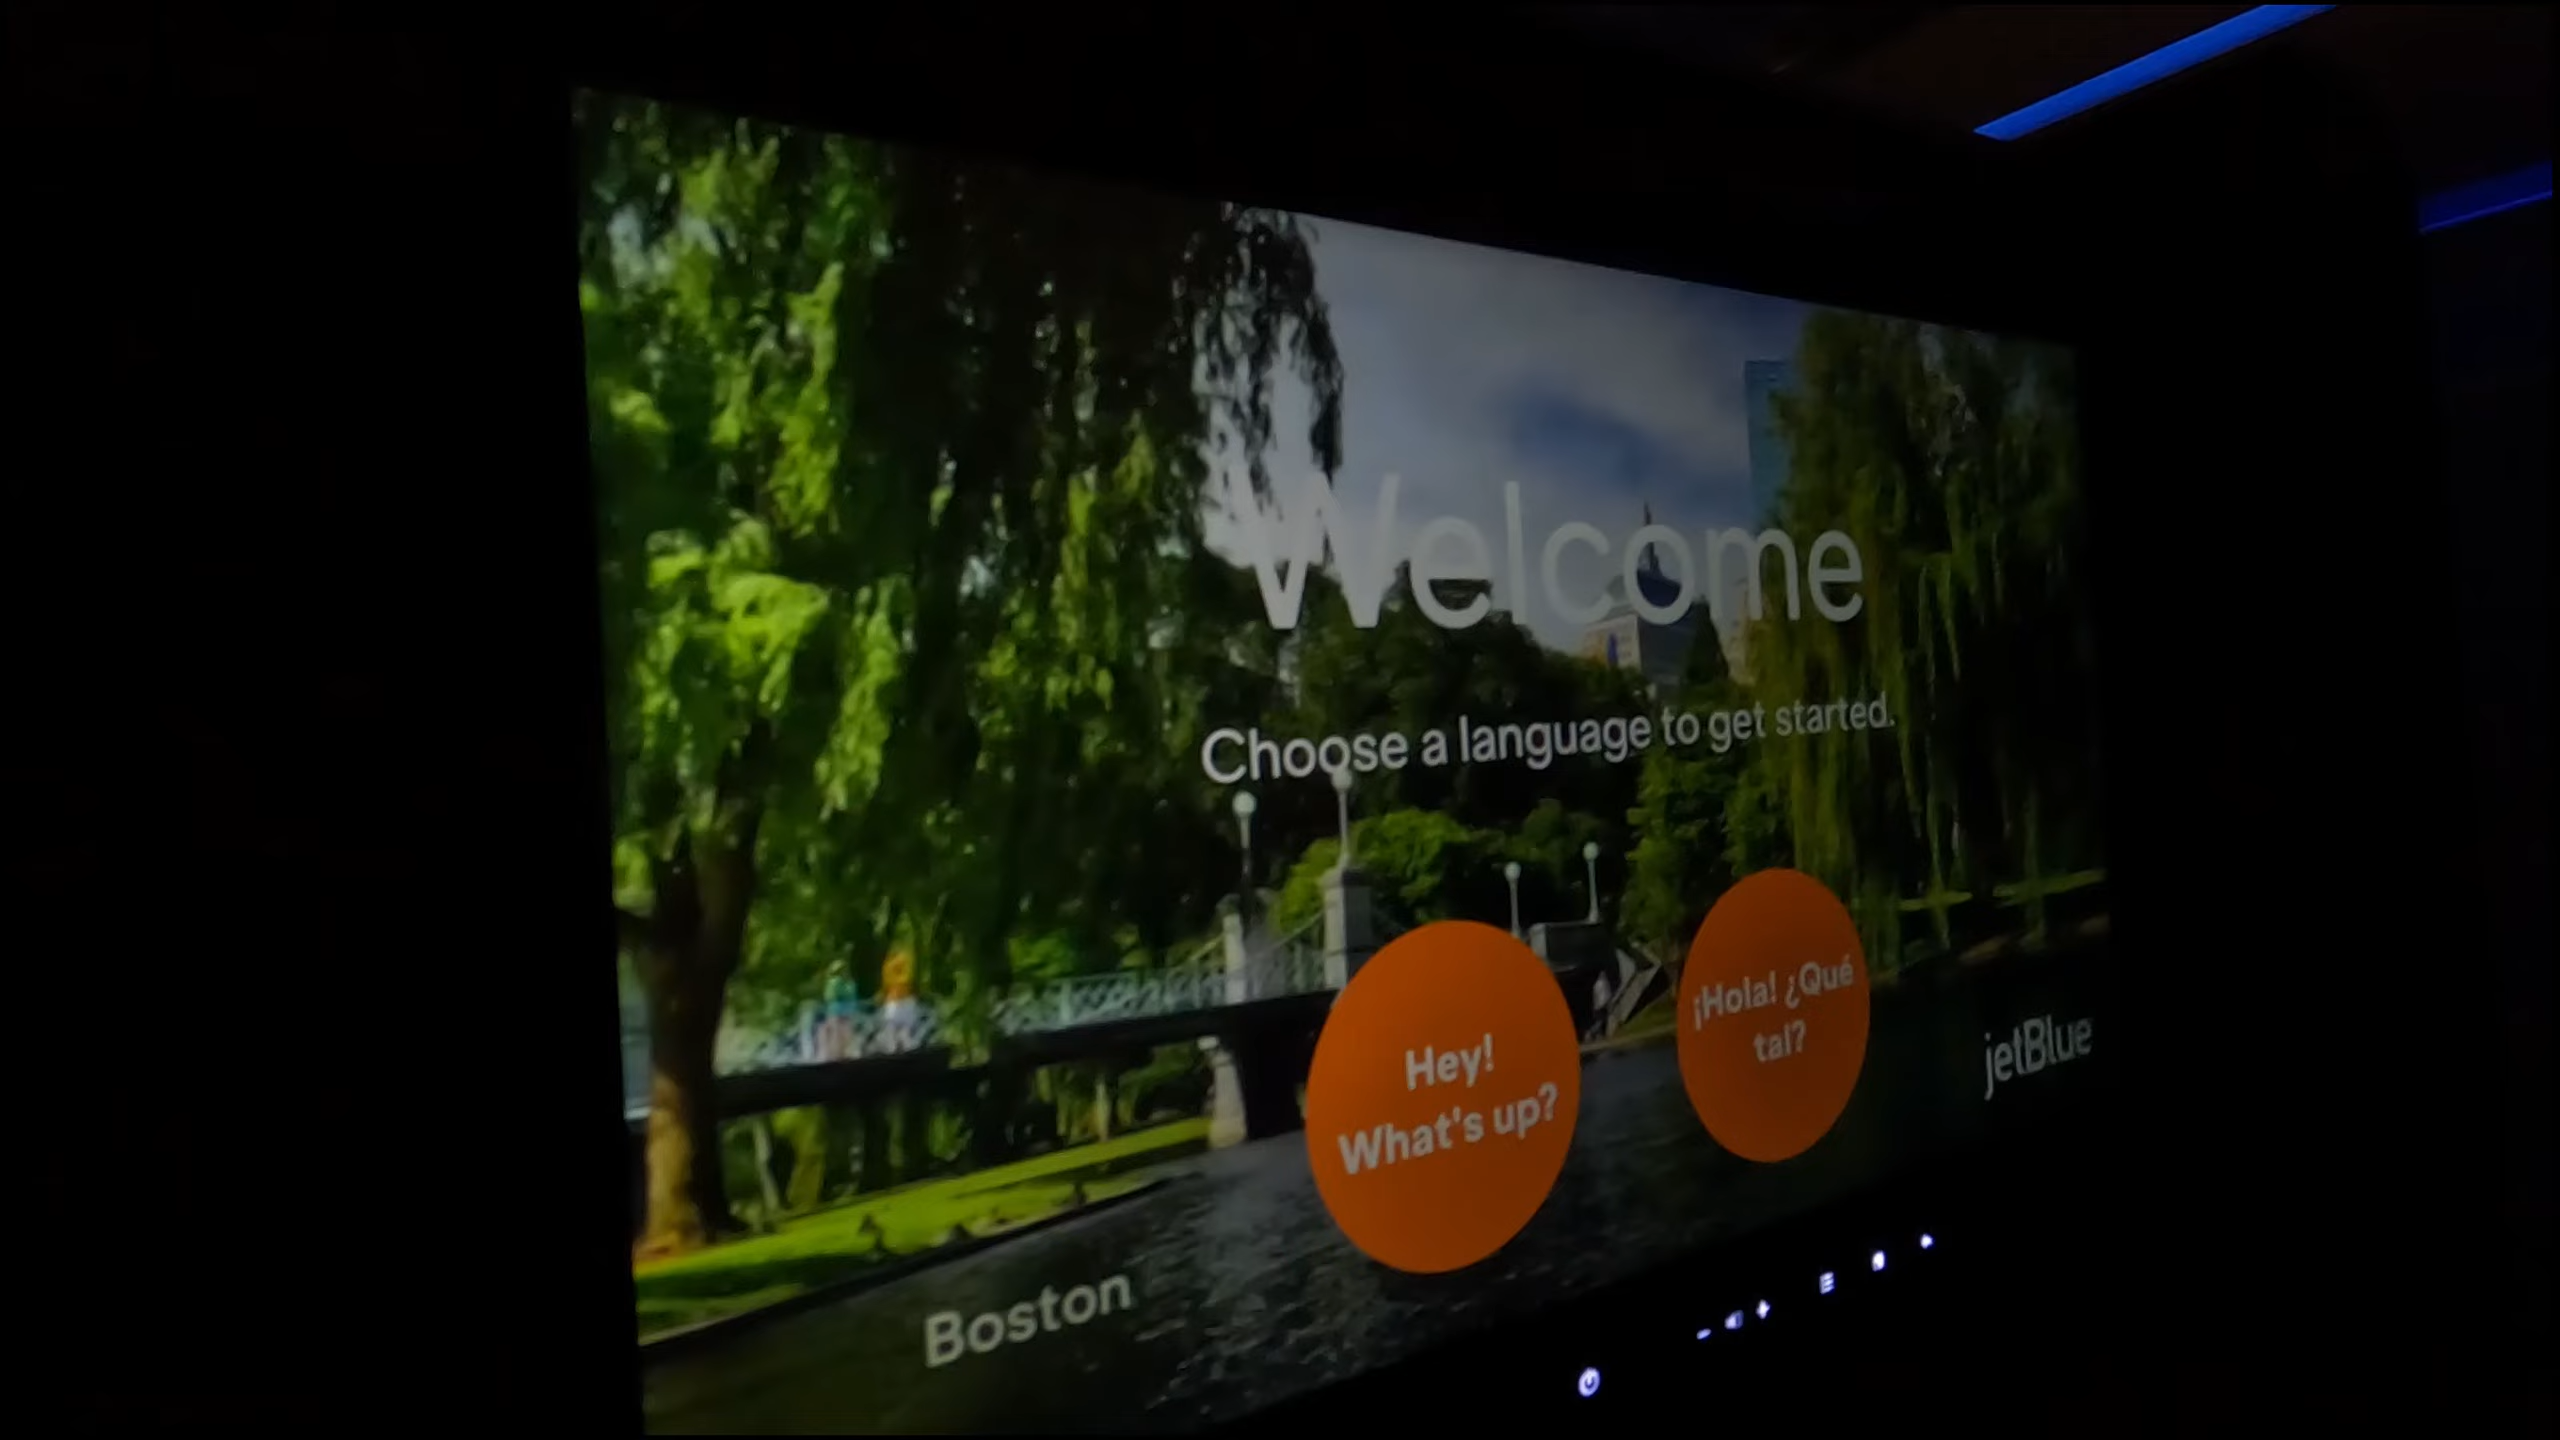 Welcome
Choose a language to get started.
Hey!
What's up?
¡Hola! ¿Qué
tal?
jetBlue
Boston